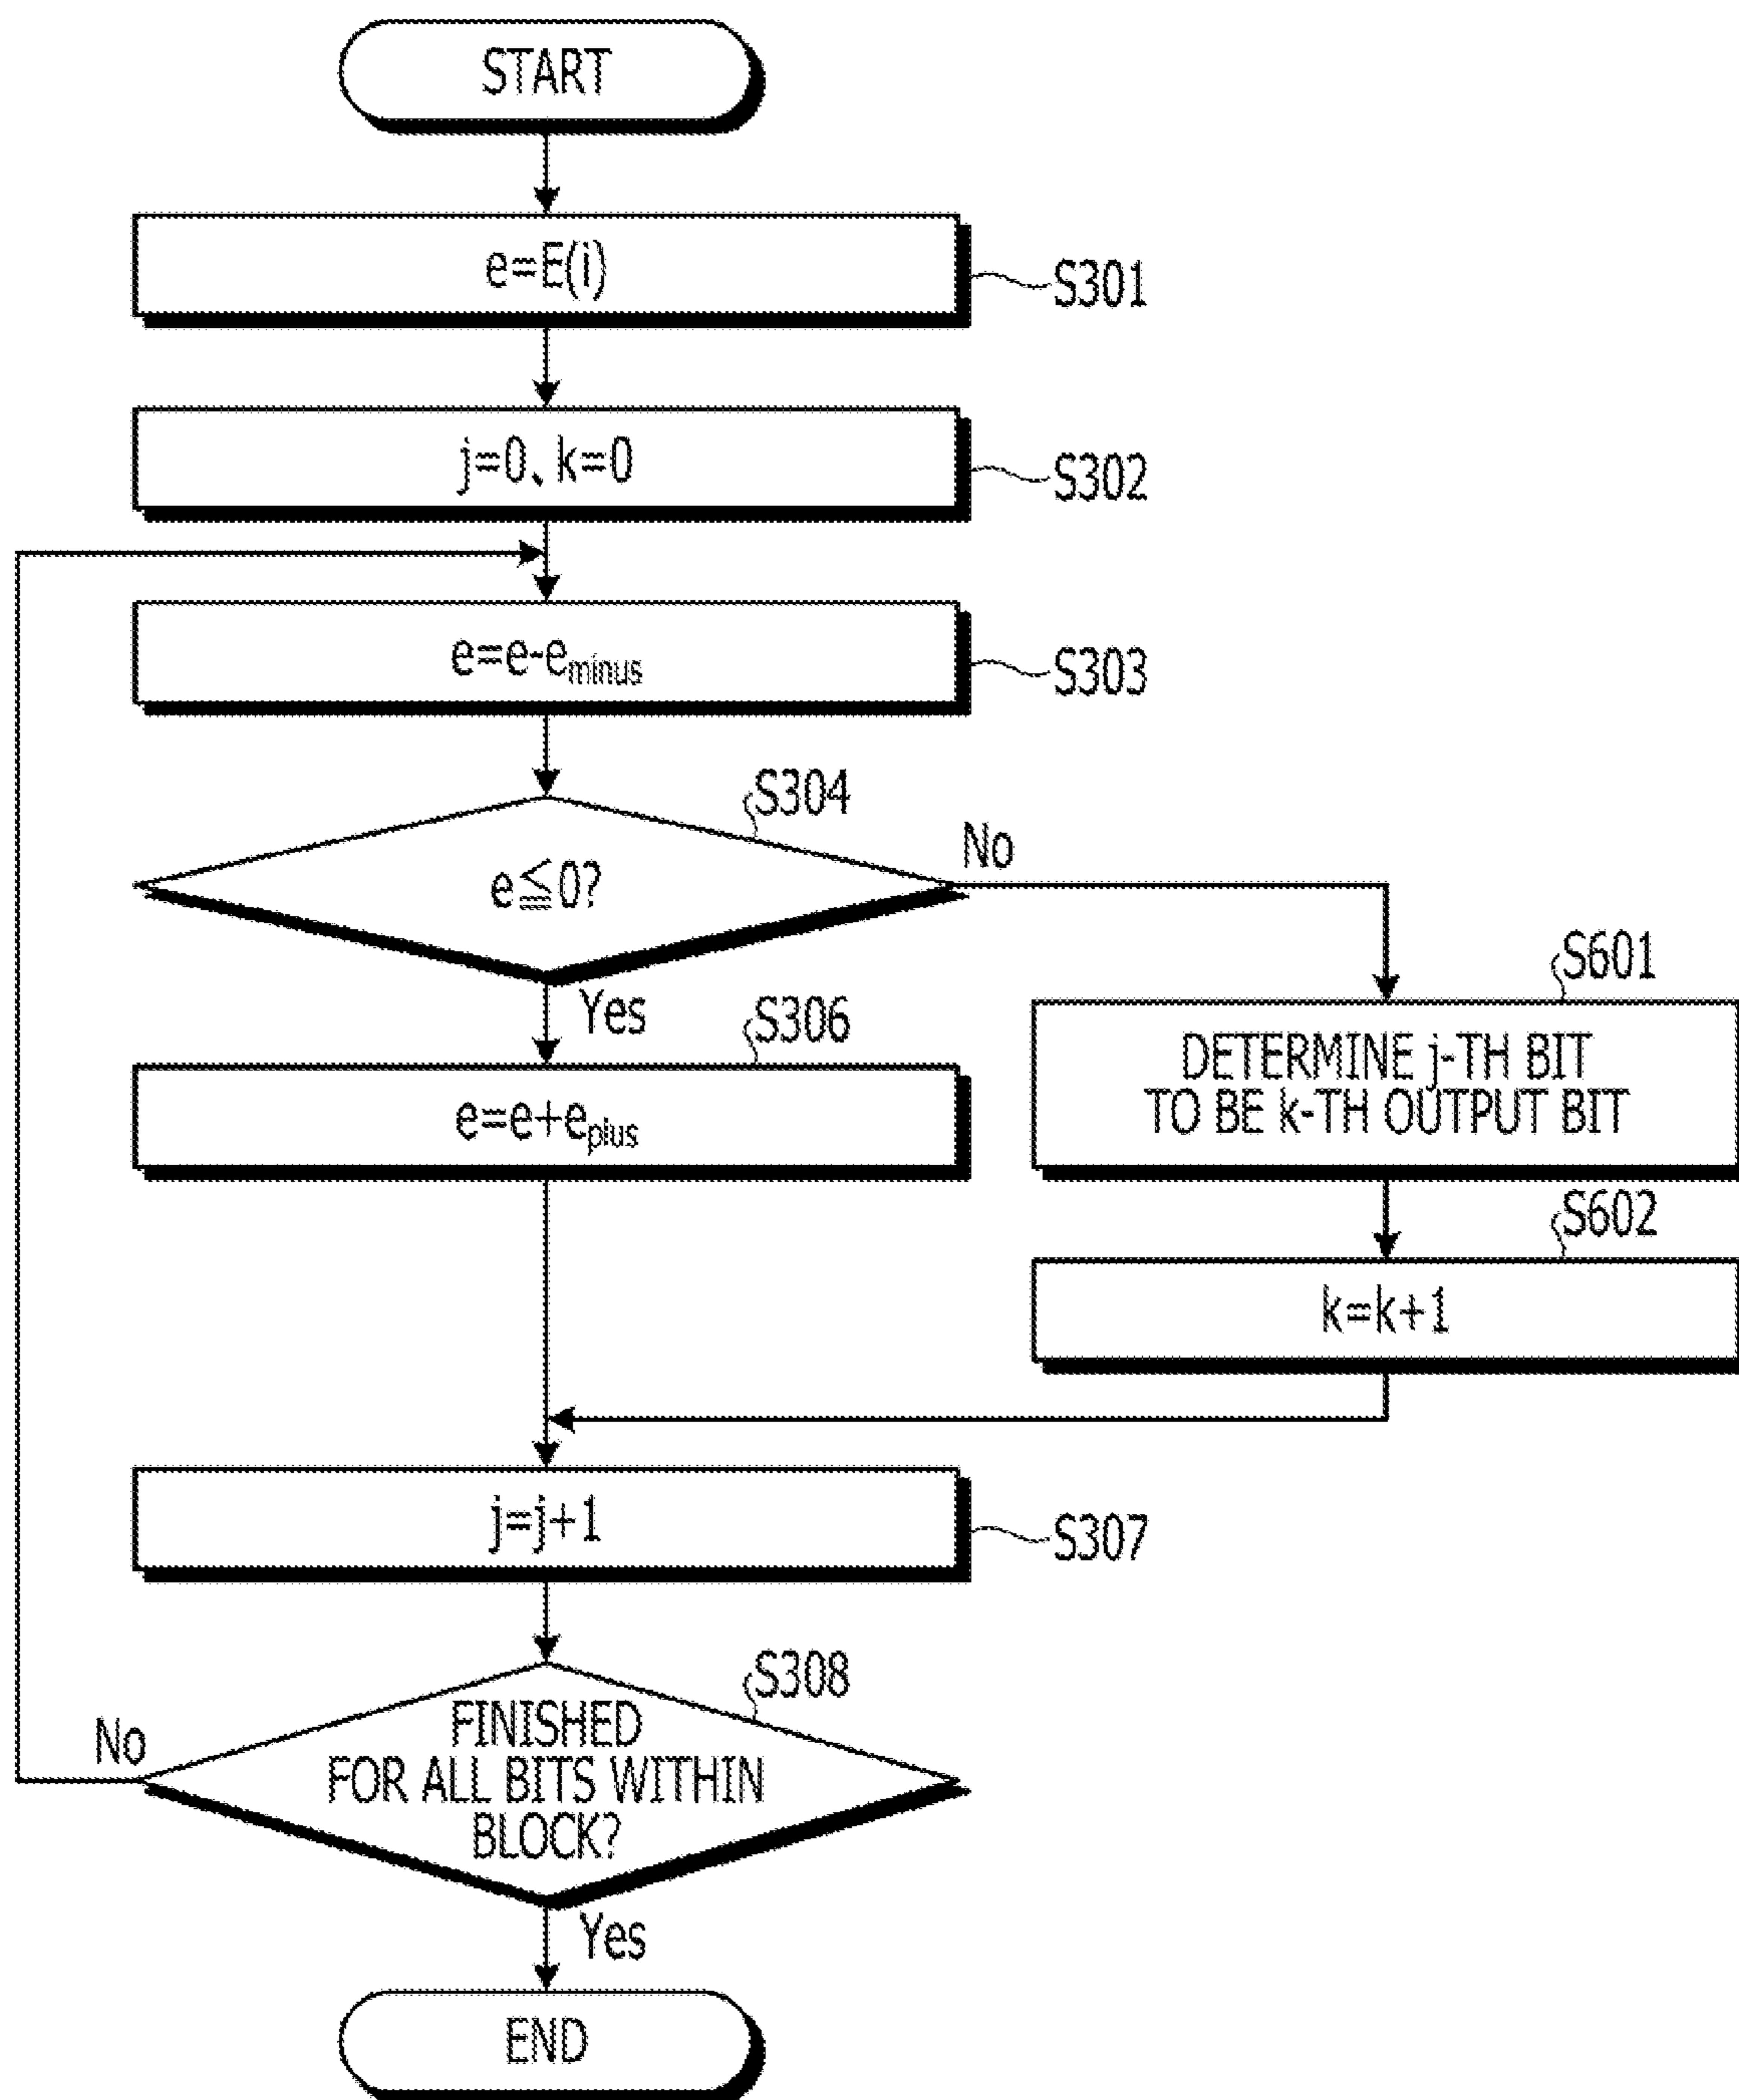 START
e=E(i)
S301
j=0、k=0
S302
e=e-eminus
S303
S304
e≦0?
No
Yes
S306
e=e+eplus
S601
DETERMINE j-TH BIT
TO BE k-TH OUTPUT BIT
S602
k=k+1
j=j+1
S307
S308
FINISHED
FOR ALL BITS WITHIN
BLOCK?
No
Yes
END